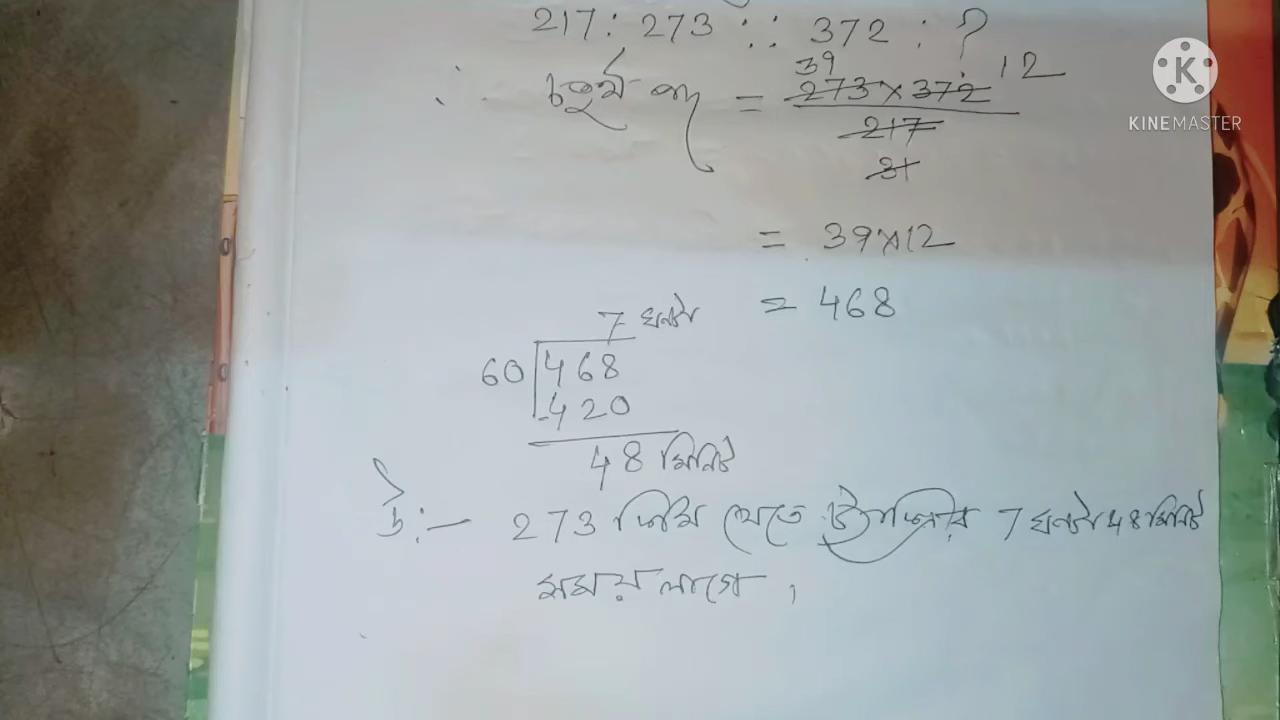 217 : 273 :: 372 : ?
39 12
∴ চতুর্থ পদ = 273 × 372
217
31
= 39×12
= 468
7 ঘন্টা
60 468
- 420
48 মিনিট
উ:- 273 কিমি যেতে ট্রেনটির 7 ঘন্টা 48 মিনিট
সময় লাগে ।
KINEMASTER